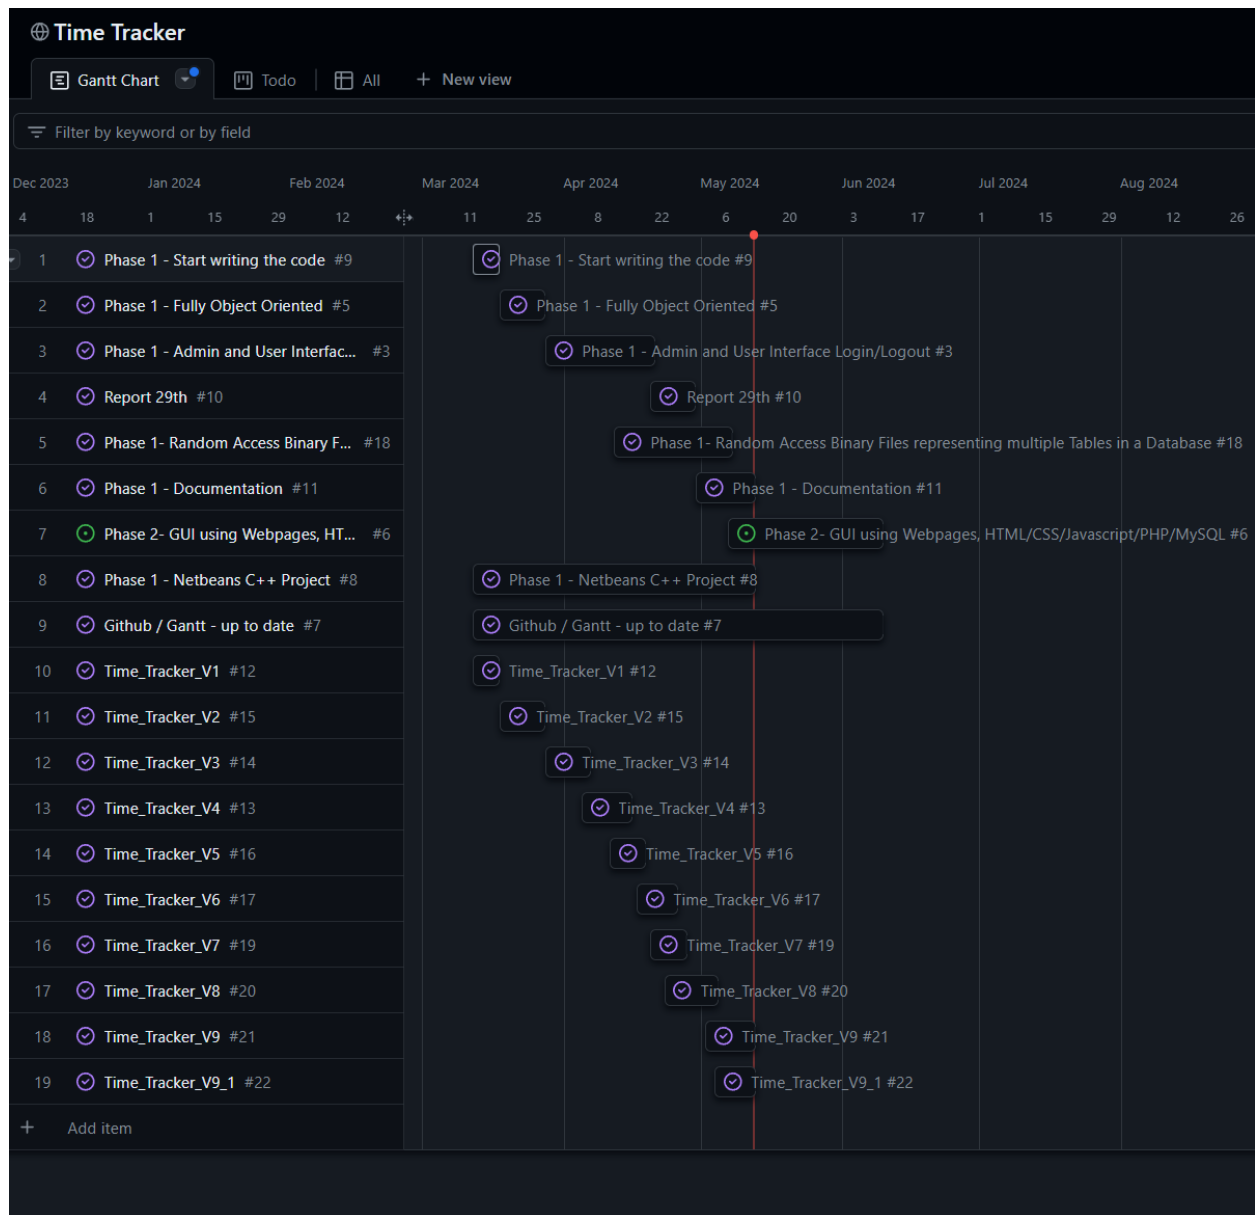 Time Tracker
Gantt Chart Todo All + New view
Filter by keyword or by field
Dec 2023 Jan 2024 Feb 2024 Mar 2024 Apr 2024 May 2024 Jun 2024 Jul 2024 Aug 2024
4 18 1 15 29 12 11 25 8 22 6 20 3 17 1 15 29 12 26
1 Phase 1 - Start writing the code #9 Phase 1 - Start writing the code #9
2 Phase 1 - Fully Object Oriented #5 Phase 1 - Fully Object Oriented #5
3 Phase 1 - Admin and User Interfac... #3 Phase 1 - Admin and User Interface Login/Logout #3
4 Report 29th #10 Report 29th #10
5 Phase 1- Random Access Binary F... #18 Phase 1- Random Access Binary Files representing multiple Tables in a Database #18
6 Phase 1 - Documentation #11 Phase 1 - Documentation #11
7 Phase 2- GUI using Webpages, HT... #6 Phase 2- GUI using Webpages, HTML/CSS/Javascript/PHP/MySQL #6
8 Phase 1 - Netbeans C++ Project #8 Phase 1 - Netbeans C++ Project #8
9 Github / Gantt - up to date #7 Github / Gantt - up to date #7
10 Time_Tracker_V1 #12 Time_Tracker_V1 #12
11 Time_Tracker_V2 #15 Time_Tracker_V2 #15
12 Time_Tracker_V3 #14 Time_Tracker_V3 #14
13 Time_Tracker_V4 #13 Time_Tracker_V4 #13
14 Time_Tracker_V5 #16 Time_Tracker_V5 #16
15 Time_Tracker_V6 #17 Time_Tracker_V6 #17
16 Time_Tracker_V7 #19 Time_Tracker_V7 #19
17 Time_Tracker_V8 #20 Time_Tracker_V8 #20
18 Time_Tracker_V9 #21 Time_Tracker_V9 #21
19 Time_Tracker_V9_1 #22 Time_Tracker_V9_1 #22
+ Add item